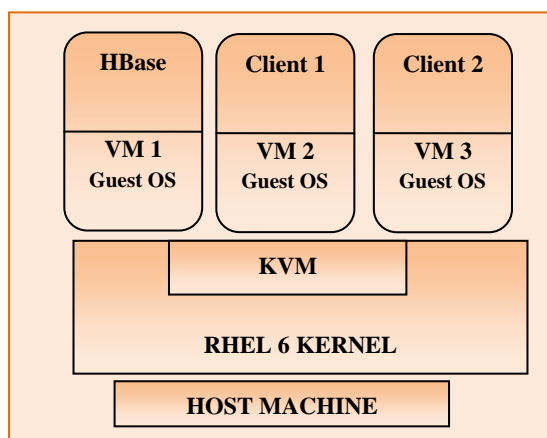 HBase
VM 1
Guest OS
Client 1
VM 2
Guest OS
Client 2
VM 3
Guest OS
KVM
RHEL 6 KERNEL
HOST MACHINE